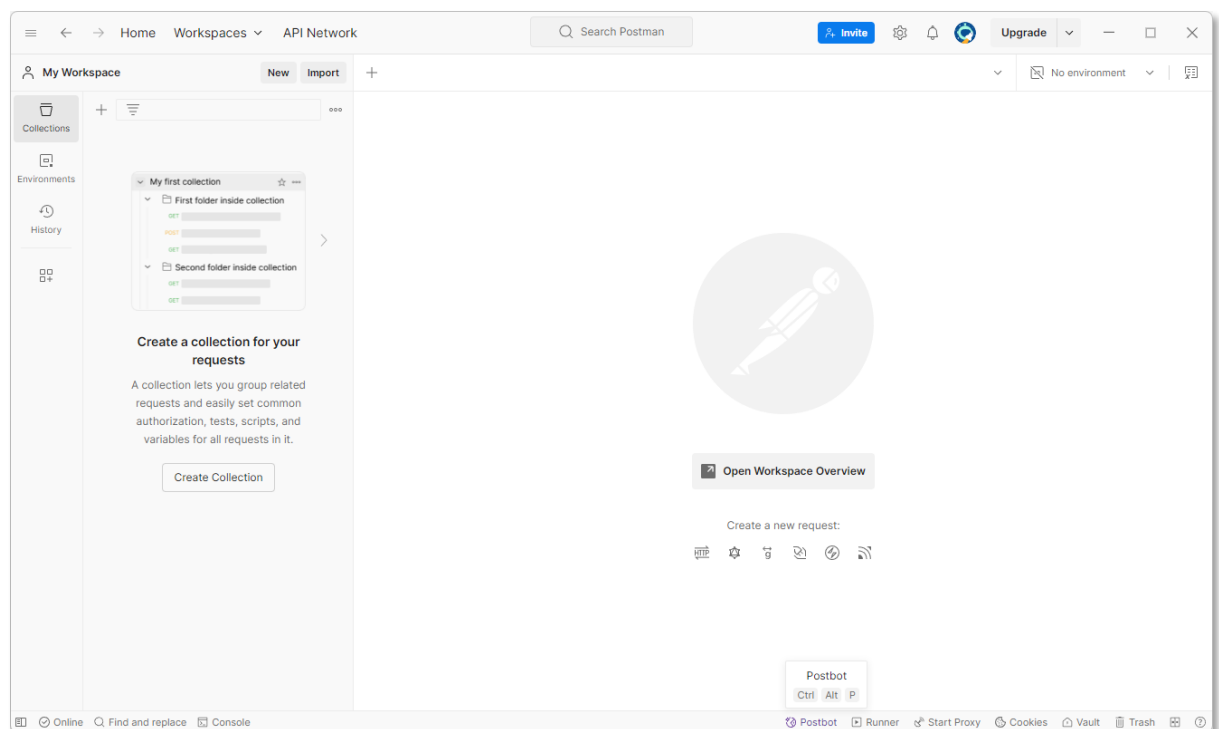 Home Workspaces API Network Search Postman Invite Upgrade
My Workspace New Import No environment
Collections
Environments
History
My first collection
First folder inside collection
GET
POST
GET
Second folder inside collection
GET
GET
Create a collection for your
requests
A collection lets you group related
requests and easily set common
authorization, tests, scripts, and
variables for all requests in it.
Create Collection
Open Workspace Overview
Create a new request:
HTTP g
Postbot
Ctrl Alt P
Online Find and replace Console Postbot Runner Start Proxy Cookies Vault Trash